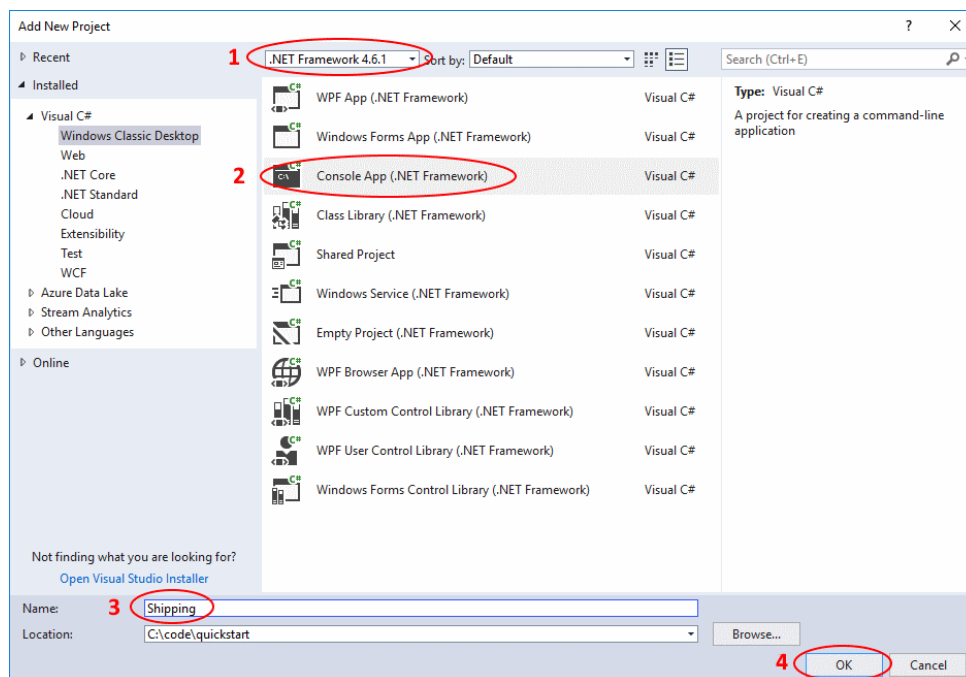 Add New Project
?
Recent
Installed
Visual C#
Windows Classic Desktop
Web
.NET Core
.NET Standard
Cloud
Extensibility
Test
WCF
Azure Data Lake
Stream Analytics
Other Languages
Online
Not finding what you are looking for?
Open Visual Studio Installer
1 .NET Framework 4.6.1 Sort by: Default
Search (Ctrl+E)
C# WPF App (.NET Framework) Visual C#
C# Windows Forms App (.NET Framework) Visual C#
2 C:\ C# Console App (.NET Framework) Visual C#
C# Class Library (.NET Framework) Visual C#
Shared Project Visual C#
C# Windows Service (.NET Framework) Visual C#
C# Empty Project (.NET Framework) Visual C#
C# WPF Browser App (.NET Framework) Visual C#
C# WPF Custom Control Library (.NET Framework) Visual C#
C# WPF User Control Library (.NET Framework) Visual C#
C# Windows Forms Control Library (.NET Framework) Visual C#
Type: Visual C#
A project for creating a command-line
application
Name: 3 Shipping
Location: C:\code\quickstart Browse...
4 OK Cancel